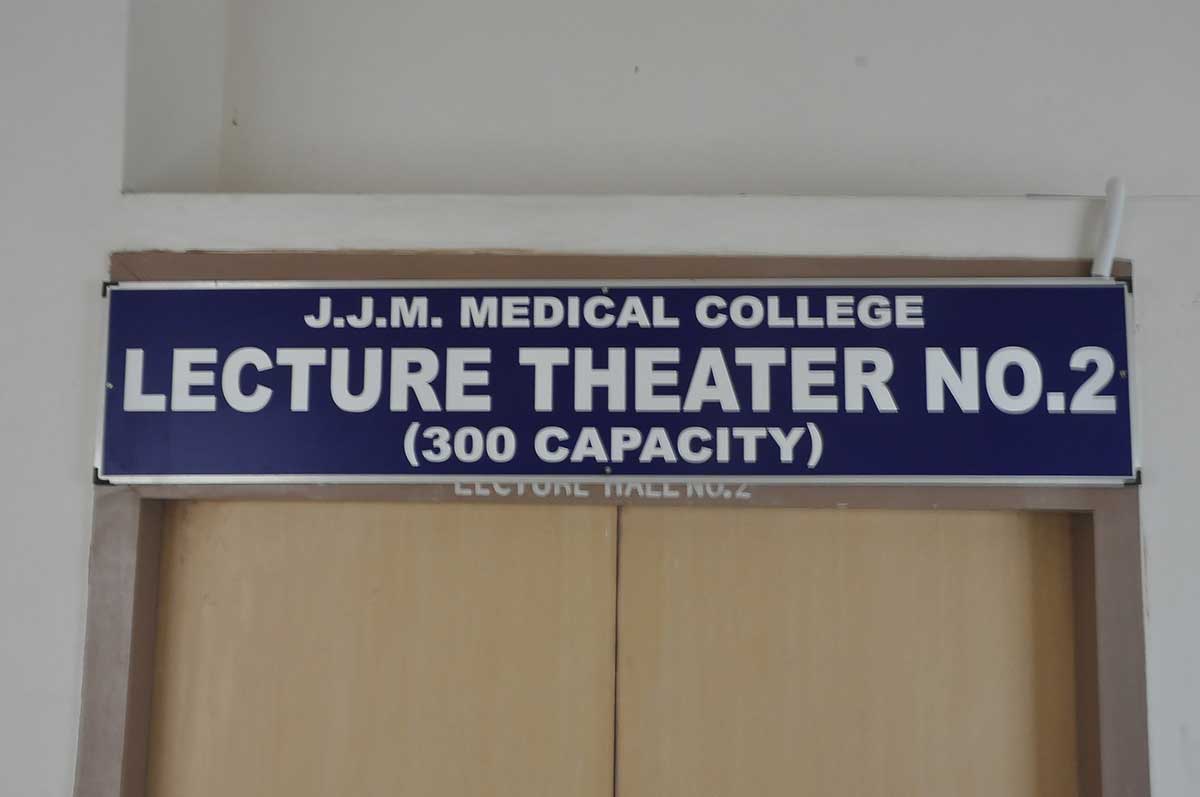 J.J.M. MEDICAL COLLEGE
LECTURE THEATER NO.2
(300 CAPACITY)
LECTURE HALL NO.2